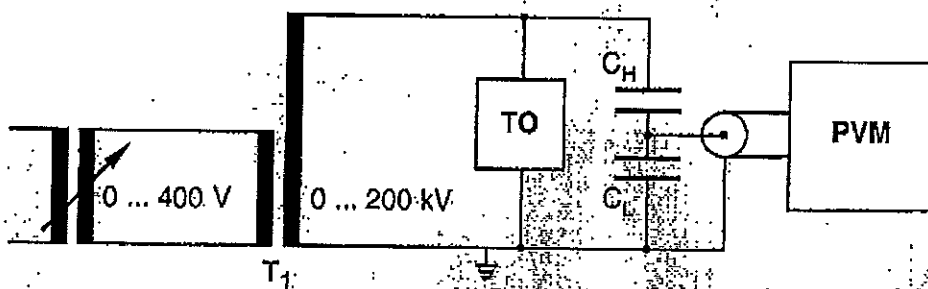 C_H
TO
PVM
0 ... 400 V
0 ... 200 kV
C_L
T_1